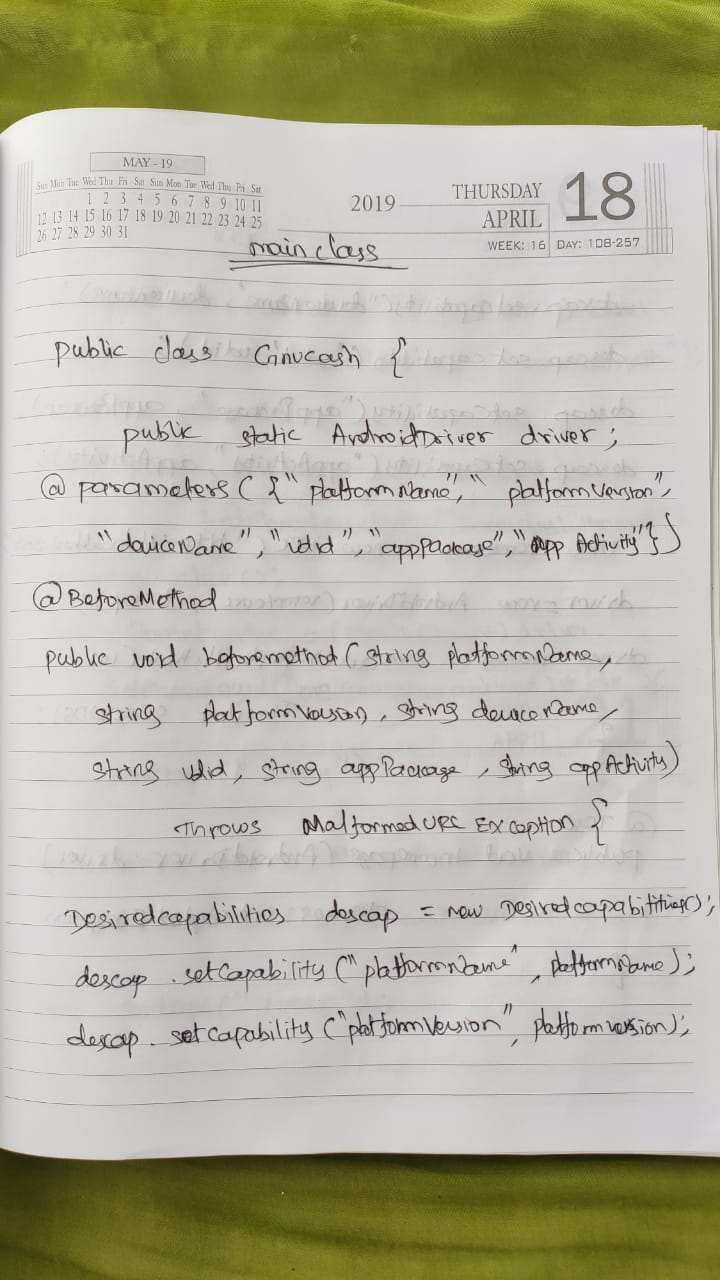 MAY - 19
Sun Mon Tue Wed Thu Fri Sat Sun Mon Tue Wed Thu Fri Sat
1 2 3 4 5 6 7 8 9 10 11
12 13 14 15 16 17 18 19 20 21 22 23 24 25
26 27 28 29 30 31
2019
THURSDAY
APRIL
18
WEEK: 16 DAY: 108-257
main class
public class Gnucash {
public static AndroidDriver driver;
@ parameters ( {" platformName", " platformVersion",
"deviceName", "udid", "appPackage", "app Activity"})
@ BeforeMethod
public void beforemethod ( string platformName,
string platformVersion, string deviceName,
string udid, string appPackage, string appActivity)
Throws MalformedURL Exception {
Desiredcapabilities descap = new Desiredcapabilities();
descap . setCapability ("platformName", platformName);
descap . setCapability ("platformVersion", platformversion);